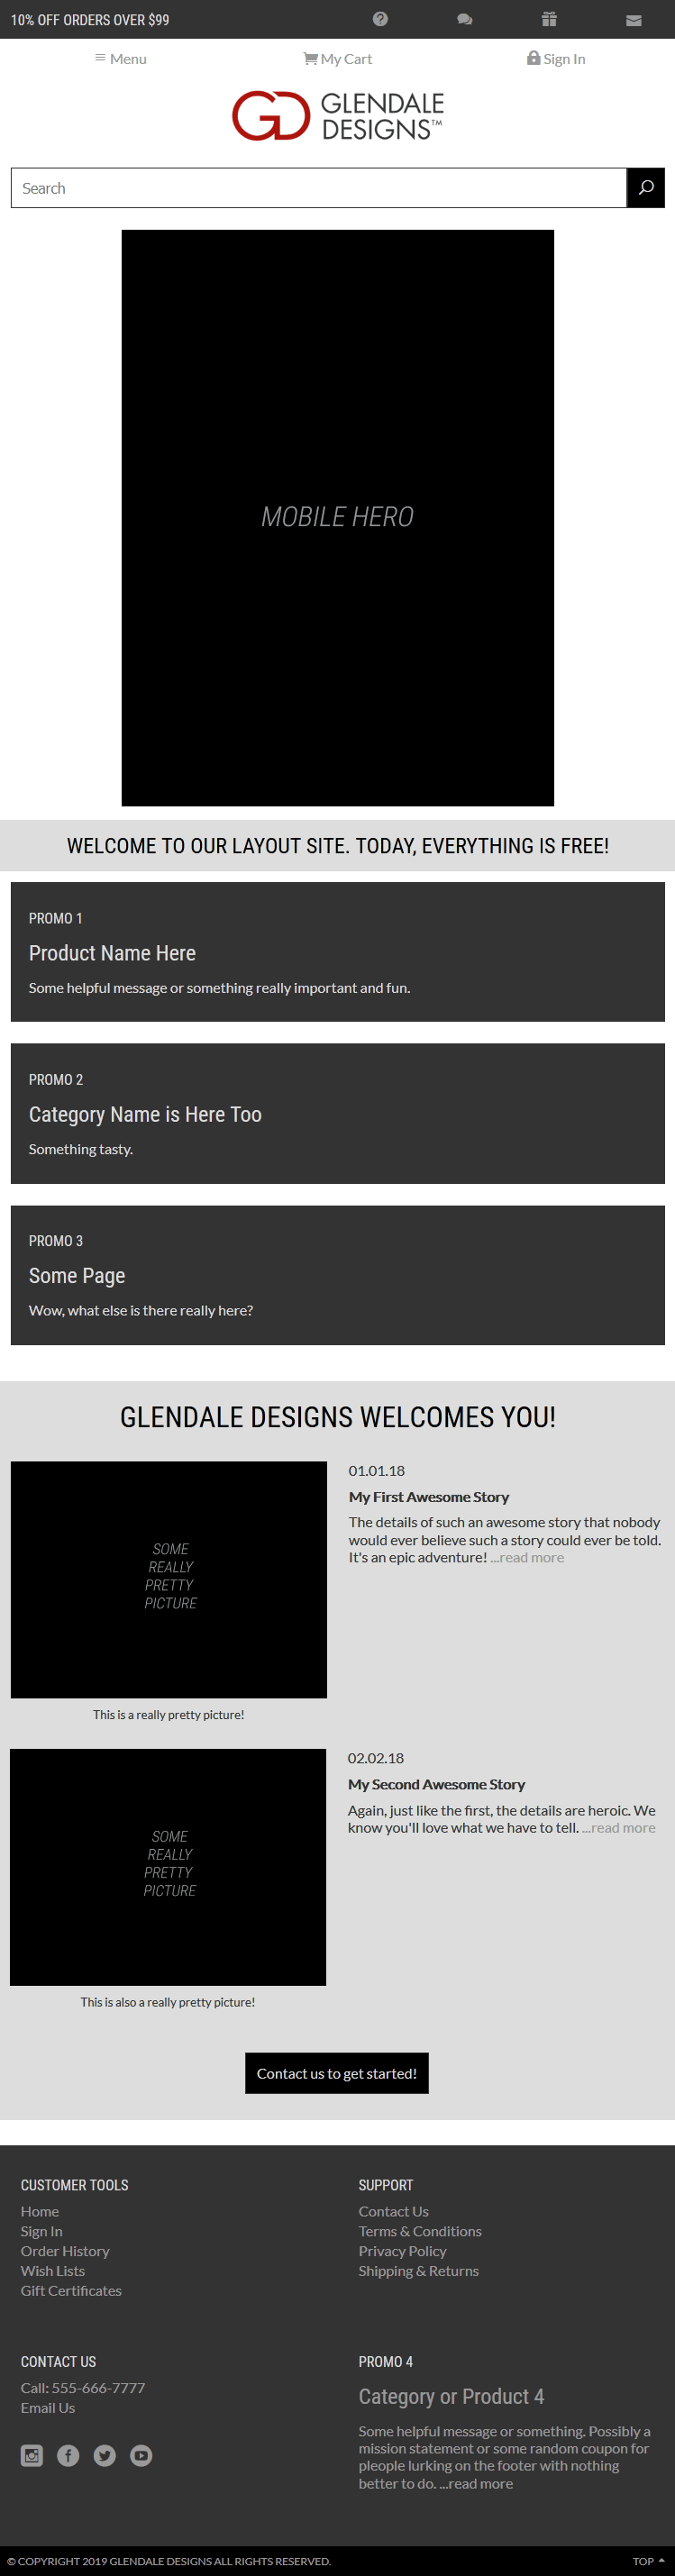 10% OFF ORDERS OVER $99
Menu
My Cart
Sign In
GD GLENDALE
DESIGNS™
Search
MOBILE HERO
WELCOME TO OUR LAYOUT SITE. TODAY, EVERYTHING IS FREE!
PROMO 1
Product Name Here
Some helpful message or something really important and fun.
PROMO 2
Category Name is Here Too
Something tasty.
PROMO 3
Some Page
Wow, what else is there really here?
GLENDALE DESIGNS WELCOMES YOU!
SOME
REALLY
PRETTY
PICTURE
This is a really pretty picture!
01.01.18
My First Awesome Story
The details of such an awesome story that nobody
would ever believe such a story could ever be told.
It's an epic adventure! ...read more
SOME
REALLY
PRETTY
PICTURE
This is also a really pretty picture!
02.02.18
My Second Awesome Story
Again, just like the first, the details are heroic. We
know you'll love what we have to tell. ...read more
Contact us to get started!
CUSTOMER TOOLS
Home
Sign In
Order History
Wish Lists
Gift Certificates
SUPPORT
Contact Us
Terms & Conditions
Privacy Policy
Shipping & Returns
CONTACT US
Call: 555-666-7777
Email Us
PROMO 4
Category or Product 4
Some helpful message or something. Possibly a
mission statement or some random coupon for
pleople lurking on the footer with nothing
better to do. ...read more
© COPYRIGHT 2019 GLENDALE DESIGNS ALL RIGHTS RESERVED.
TOP